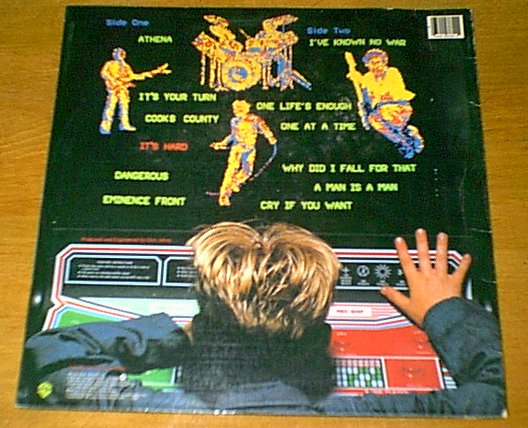 Side One
Side Two
ATHENA
I'VE KNOWN NO WAR
IT'S YOUR TURN
ONE LIFE'S ENOUGH
COOKS COUNTY
ONE AT A TIME
IT'S HARD
WHY DID I FALL FOR THAT
DANGEROUS
A MAN IS A MAN
EMINENCE FRONT
CRY IF YOU WANT